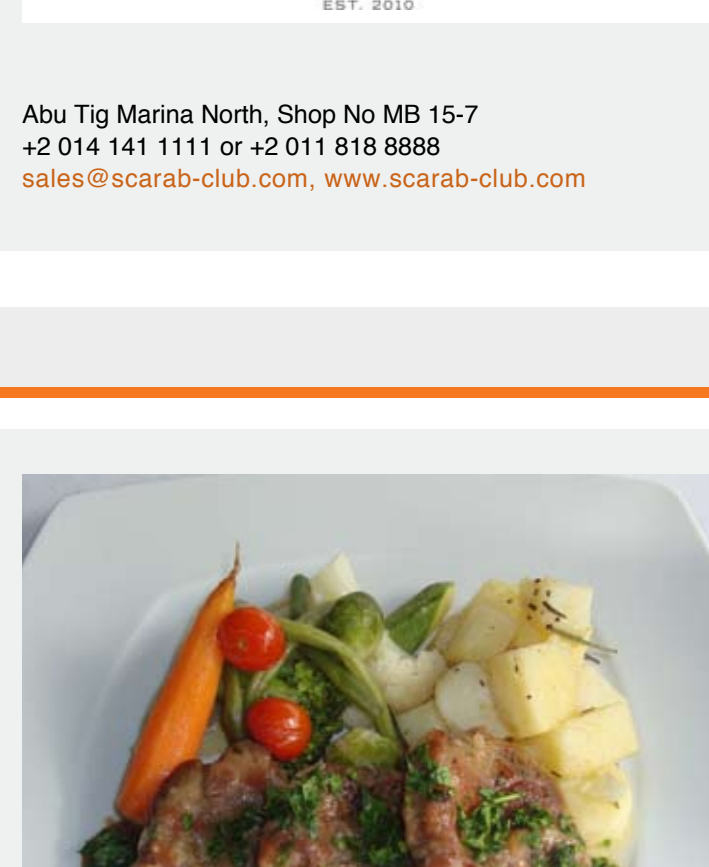 EST. 2010
Abu Tig Marina North, Shop No MB 15-7
+2 014 141 1111 or +2 011 818 8888
sales@scarab-club.com, www.scarab-club.com